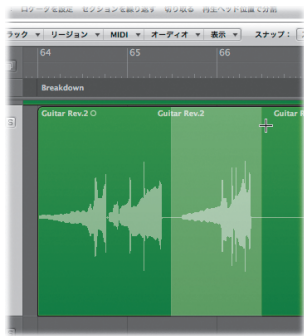 ロケータを設定 セクションを繰り返す 切り取る 再生ヘッド位置で分割
ラック ▼ リージョン ▼ MIDI ▼ オーディオ ▼ 表示 ▼ スナップ：
64 65 66
Breakdown
S Guitar Rev.2 Guitar Rev.2 Guitar R